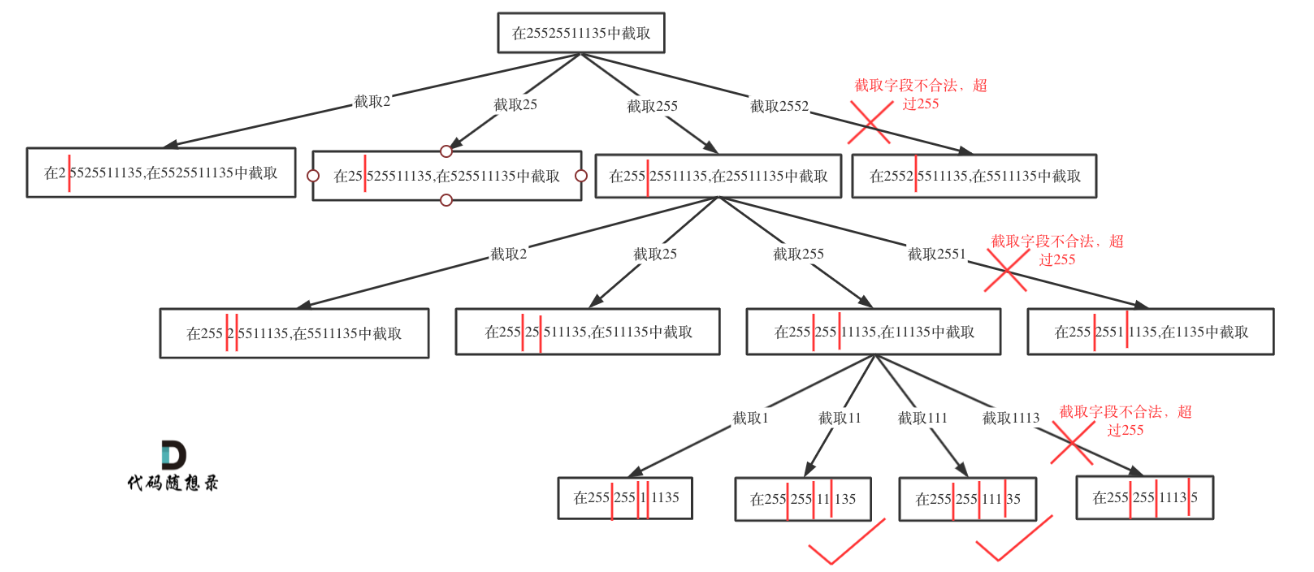 在25525511135中截取
截取2
截取25
截取255
截取2552
截取字段不合法，超
过255
在2 5525511135,在5525511135中截取
在25 525511135,在525511135中截取
在255 25511135,在25511135中截取
在2552 5511135,在5511135中截取
截取2
截取25
截取255
截取2551
截取字段不合法，超
过255
在255 2 5511135,在5511135中截取
在255 25 511135,在511135中截取
在255 255 11135,在11135中截取
在255 2551 1135,在1135中截取
截取1
截取11
截取111
截取1113
截取字段不合法，超
过255
在255 255 1 1135
在255 255 11 135
在255 255 111 35
在255 255 1113 5
代码随想录